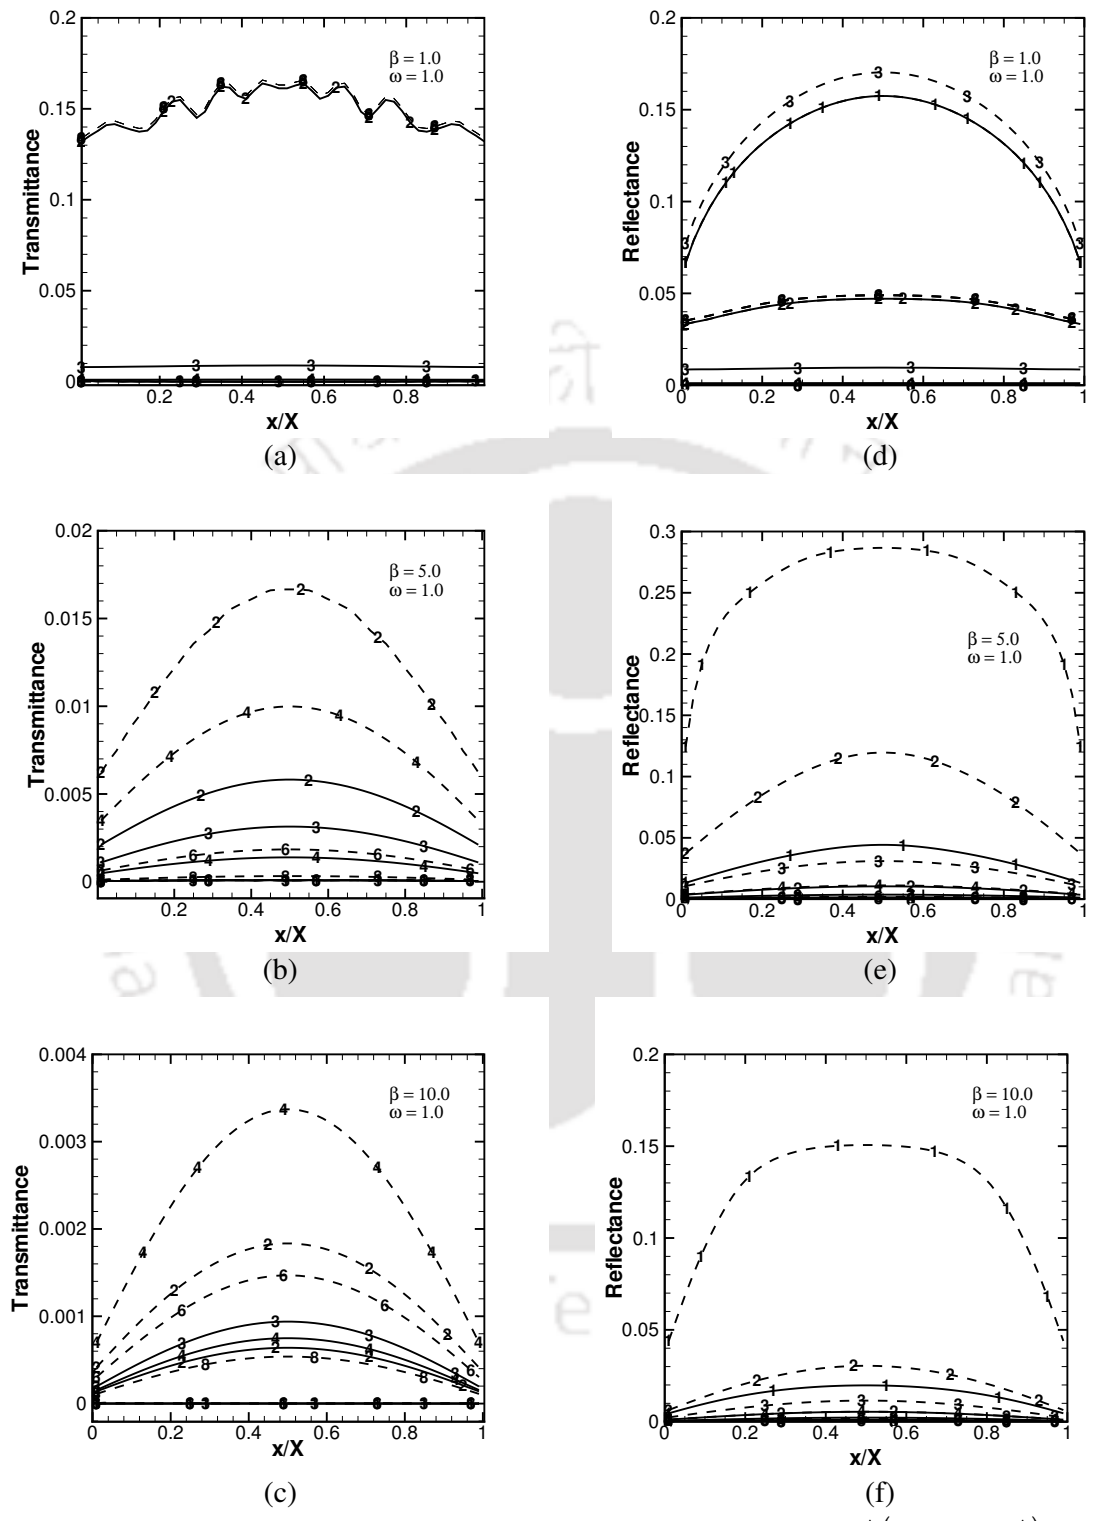 0.2
0.15
0.1
0.05
0
Transmittance
β = 1.0
ω = 1.0
0.2 0.4 0.6 0.8 1
x/X
(a)
0.2
0.15
0.1
0.05
0
Reflectance
β = 1.0
ω = 1.0
0 0.2 0.4 0.6 0.8 1
x/X
(d)
0.02
0.015
0.01
0.005
0
Transmittance
β = 5.0
ω = 1.0
0.2 0.4 0.6 0.8 1
x/X
(b)
0.3
0.25
0.2
0.15
0.1
0.05
0
Reflectance
β = 5.0
ω = 1.0
0 0.2 0.4 0.6 0.8 1
x/X
(e)
0.004
0.003
0.002
0.001
0
Transmittance
β = 10.0
ω = 1.0
0 0.2 0.4 0.6 0.8 1
x/X
(c)
0.2
0.15
0.1
0.05
0
Reflectance
β = 10.0
ω = 1.0
0 0.2 0.4 0.6 0.8 1
x/X
(f)